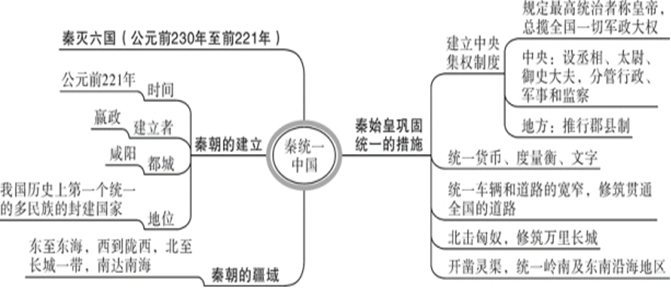 秦统一
中国
秦灭六国（公元前230年至前221年）
秦朝的建立
公元前221年
时间
嬴政
建立者
咸阳
都城
我国历史上第一个统一
的多民族的封建国家
地位
东至东海，西到陇西，北至
长城一带，南达南海
秦朝的疆域
秦始皇巩固
统一的措施
建立中央
集权制度
规定最高统治者称皇帝，
总揽全国一切军政大权
中央：设丞相、太尉、
御史大夫，分管行政、
军事和监察
地方：推行郡县制
统一货币、度量衡、文字
统一车辆和道路的宽窄，修筑贯通
全国的道路
北击匈奴，修筑万里长城
开凿灵渠，统一岭南及东南沿海地区